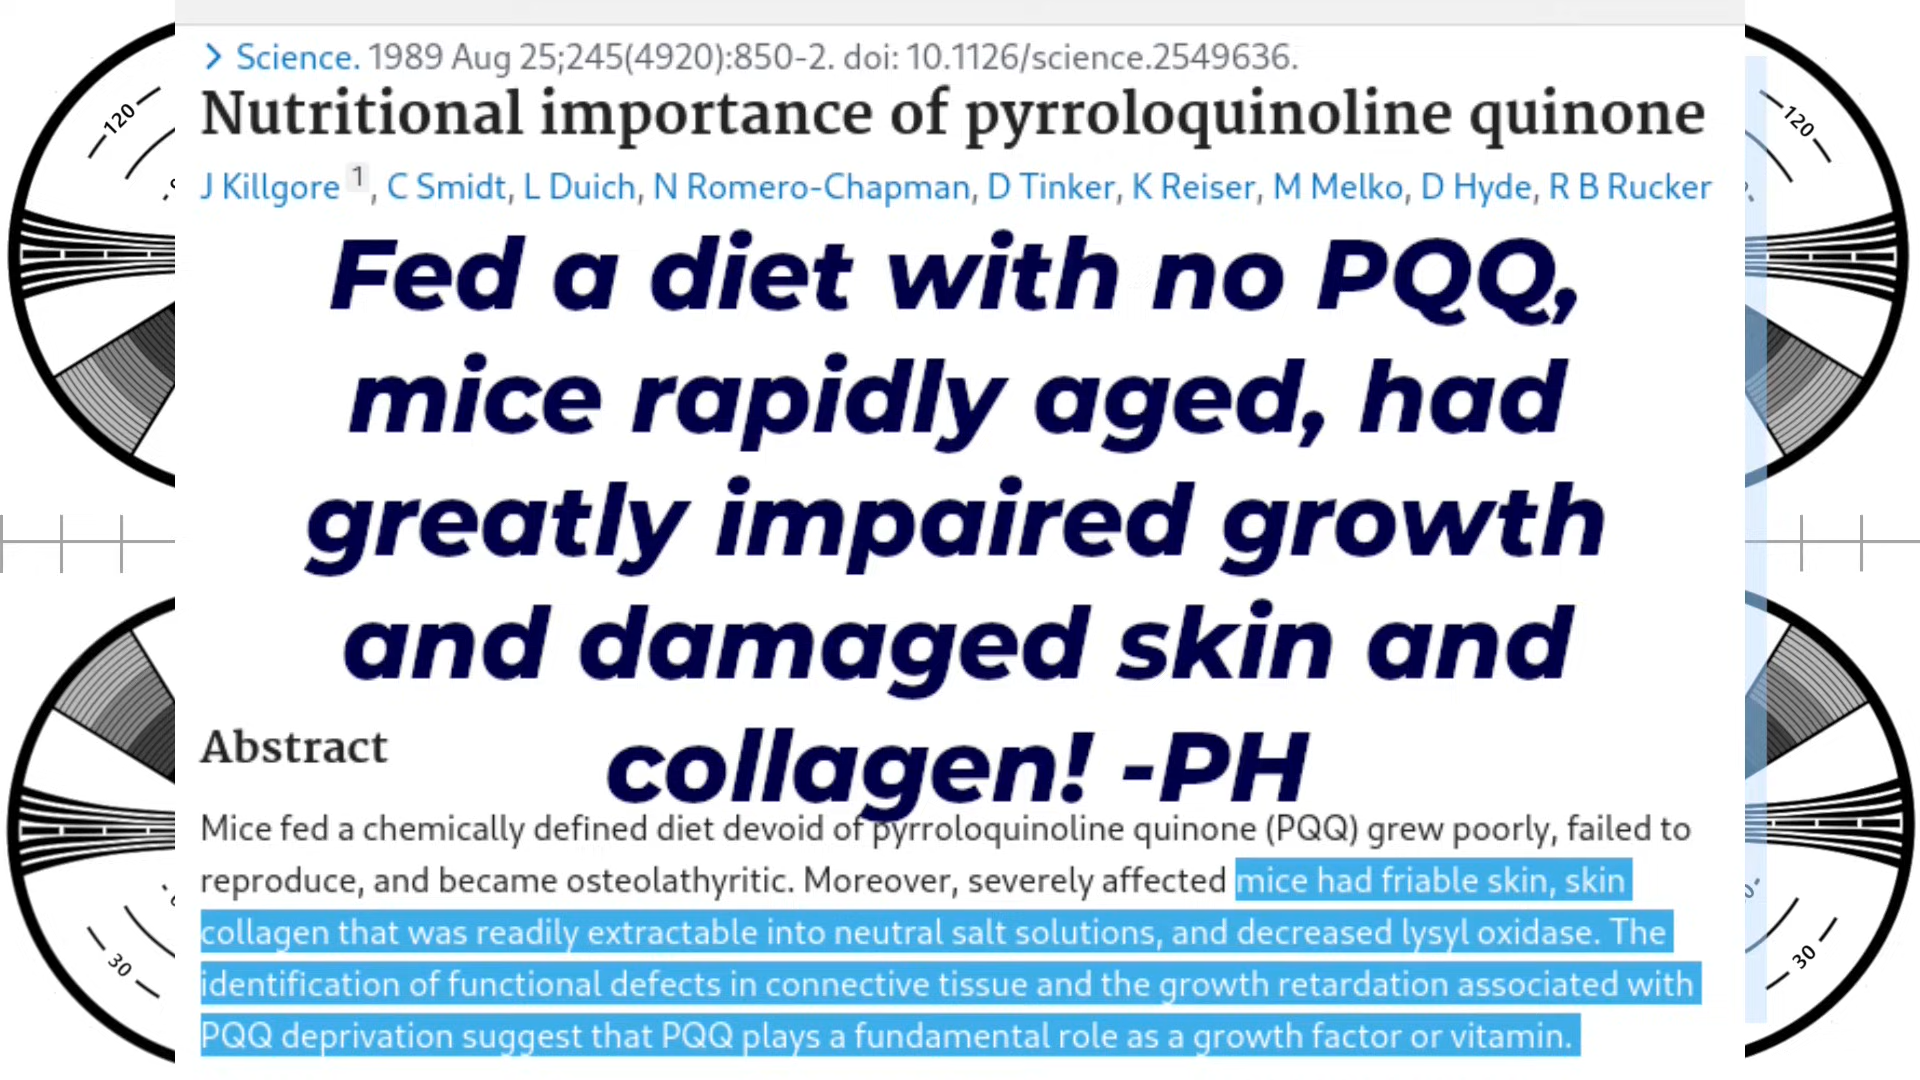 > Science. 1989 Aug 25;245(4920):850-2. doi: 10.1126/science.2549636.
Nutritional importance of pyrroloquinoline quinone
J Killgore 1, C Smidt, L Duich, N Romero-Chapman, D Tinker, K Reiser, M Melko, D Hyde, R B Rucker
Fed a diet with no PQQ,
mice rapidly aged, had
greatly impaired growth
and damaged skin and
collagen! -PH
Abstract
Mice fed a chemically defined diet devoid of pyrroloquinoline quinone (PQQ) grew poorly, failed to
reproduce, and became osteolathyritic. Moreover, severely affected mice had friable skin, skin
collagen that was readily extractable into neutral salt solutions, and decreased lysyl oxidase. The
identification of functional defects in connective tissue and the growth retardation associated with
PQQ deprivation suggest that PQQ plays a fundamental role as a growth factor or vitamin.
120
120
30
30